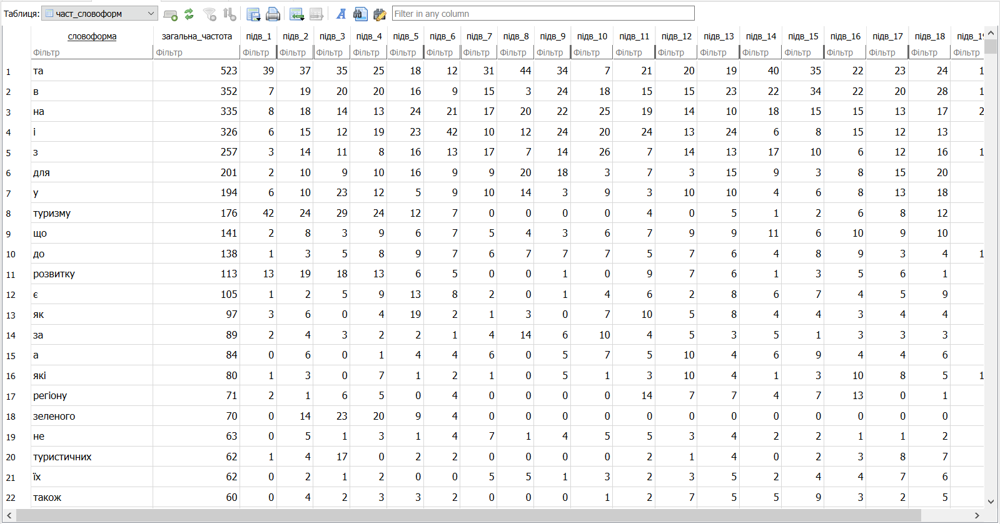 Таблиця: част_словоформ Filter in any column
словоформа загальна_частота підв_1 підв_2 підв_3 підв_4 підв_5 підв_6 підв_7 підв_8 підв_9 підв_10 підв_11 підв_12 підв_13 підв_14 підв_15 підв_16 підв_17 підв_18 підв_19
Фільтр Фільтр Фільтр Фільтр Фільтр Фільтр Фільтр Фільтр Фільтр Фільтр Фільтр Фільтр Фільтр Фільтр Фільтр Фільтр Фільтр Фільтр Фільтр Фільтр Фільтр
1 та 523 39 37 35 25 18 12 31 44 34 7 21 20 19 40 35 22 23 24 1
2 в 352 7 19 20 20 16 9 15 3 24 18 15 15 23 22 34 22 20 28 1
3 на 335 8 18 14 13 24 21 17 20 22 25 19 14 10 18 15 15 13 17 2
4 і 326 6 15 12 19 23 42 10 12 24 20 24 13 24 6 8 15 12 13
5 з 257 3 14 11 8 16 13 17 7 14 26 7 14 13 17 10 6 12 16 1
6 для 201 2 10 9 10 16 9 9 20 18 3 7 3 15 9 3 8 15 20
7 у 194 6 10 23 12 5 9 10 14 3 9 3 10 10 4 6 8 13 18
8 туризму 176 42 24 29 24 12 7 0 0 0 0 4 0 5 1 2 6 8 12
9 що 141 2 8 3 9 6 7 5 4 3 6 7 9 9 11 6 10 9 10
10 до 138 1 3 5 8 9 7 6 7 7 7 5 7 6 4 8 9 3 4 1
11 розвитку 113 13 19 18 13 6 5 0 0 1 0 9 7 6 1 3 5 6 1
12 є 105 1 2 5 9 13 8 2 0 1 4 6 2 8 6 7 4 5 9
13 як 97 3 6 0 4 19 2 1 3 0 7 10 5 8 4 4 3 4 4
14 за 89 2 4 3 2 2 1 4 14 6 10 4 5 3 5 1 3 3 3
15 а 84 0 6 0 1 4 4 6 0 5 7 5 10 4 6 9 4 4 6
16 які 80 1 3 0 7 1 2 1 0 5 1 3 10 4 1 3 10 8 5 1
17 регіону 71 2 1 6 5 0 4 0 0 0 0 14 7 7 4 7 13 0 1
18 зеленого 70 0 14 23 20 9 4 0 0 0 0 0 0 0 0 0 0 0 0
19 не 63 0 5 1 3 1 4 7 1 4 5 5 3 4 2 2 1 1 2
20 туристичних 62 1 4 17 0 2 2 0 0 0 0 2 1 4 0 2 3 8 7
21 їх 62 0 2 1 2 0 0 5 5 1 3 2 3 5 2 4 4 7 6
22 також 60 0 4 2 3 3 2 0 0 0 1 2 7 5 5 9 3 2 5